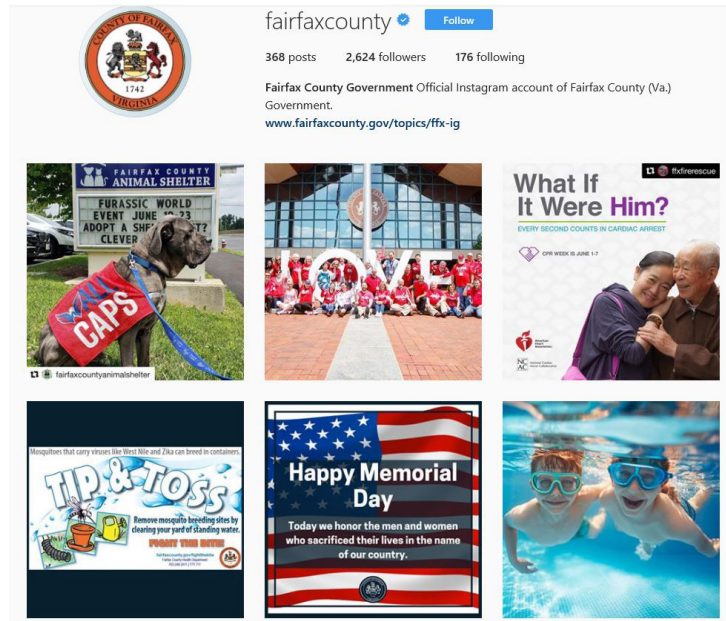 COUNTY OF FAIRFAX
1742
VIRGINIA
fairfaxcounty
Follow
368 posts 2,624 followers 176 following
Fairfax County Government Official Instagram account of Fairfax County (Va.)
Government.
www.fairfaxcounty.gov/topics/ffx-ig
FAIRFAX COUNTY
ANIMAL SHELTER
FURASSIC WORLD
EVENT JUNE 23
ADOPT A T?
CLEVER
CAPS
fairfaxcountyanimalshelter
LOVE
ffxfirerescue
What If
It Were Him?
EVERY SECOND COUNTS IN CARDIAC ARREST
CPR WEEK IS JUNE 1-7
American
Heart
Association
Mosquitoes that carry viruses like West Nile and Zika can breed in containers.
TIP & TOSS
Remove mosquito breeding sites by
clearing your yard of standing water.
FIGHT THE BITE!
Happy Memorial
Day
Today we honor the men and women
who sacrificed their lives in the name
of our country.